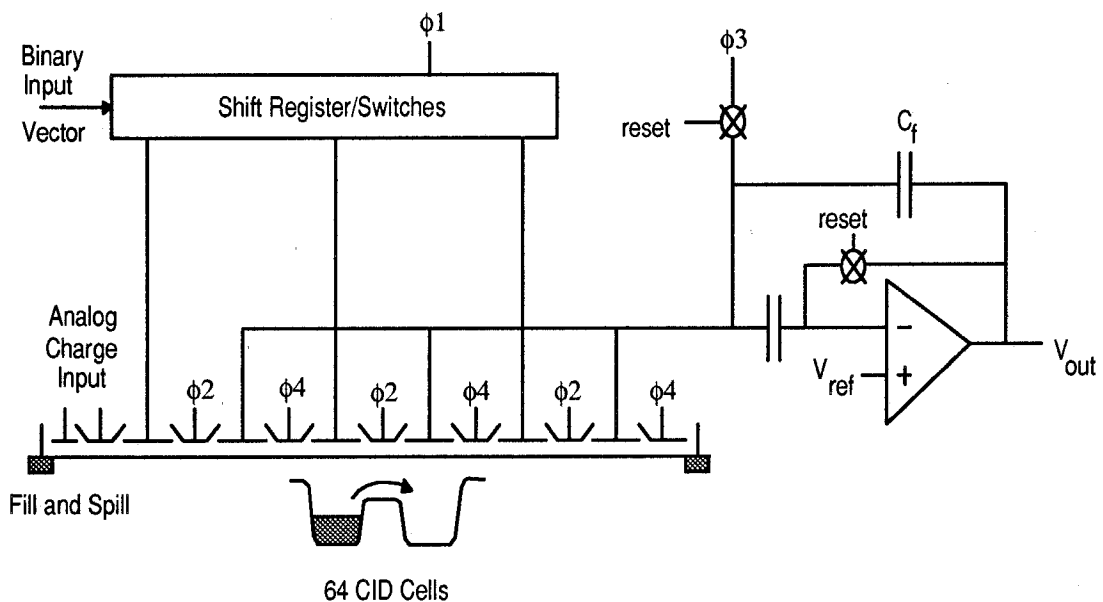 ϕ1
ϕ3
Binary
Input
Vector
Shift Register/Switches
reset
C_f
reset
Analog
Charge
Input
ϕ2
ϕ4
ϕ2
ϕ4
ϕ2
ϕ4
V_ref
−
+
V_out
Fill and Spill
64 CID Cells